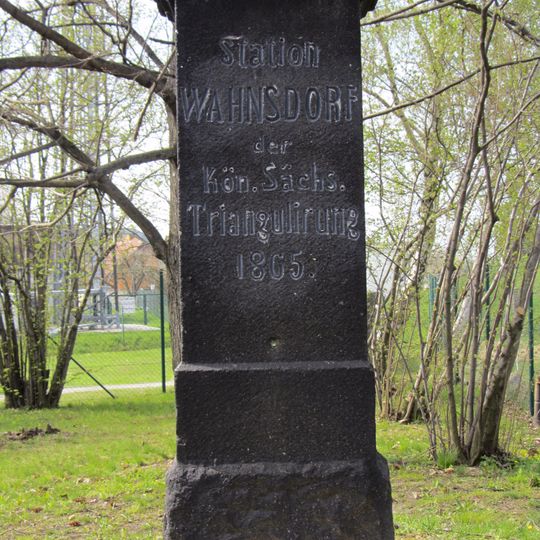 Station
WAHNSDORF
der
Kön. Sächs.
Triangulirung
1865.